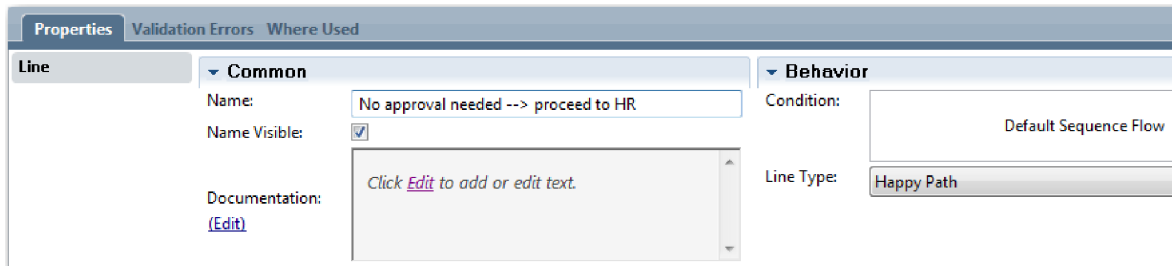 Properties Validation Errors Where Used
Line
Common
Name: No approval needed --> proceed to HR
Name Visible:
Documentation:
(Edit)
Click Edit to add or edit text.
Behavior
Condition: Default Sequence Flow
Line Type: Happy Path